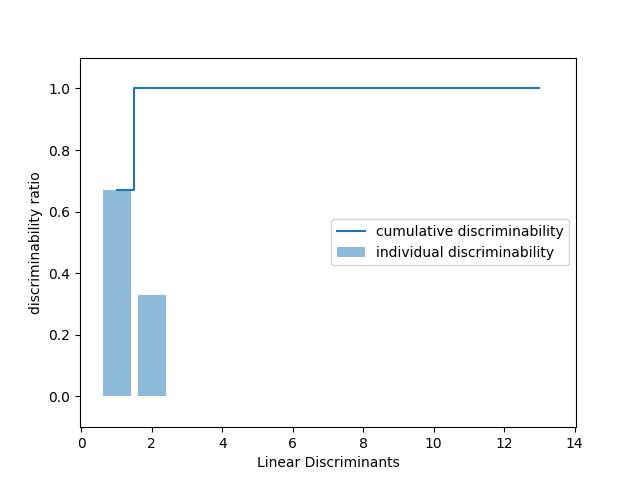 1.0
0.8
0.6
0.4
0.2
0.0
discriminability ratio
cumulative discriminability
individual discriminability
0 2 4 6 8 10 12 14
Linear Discriminants